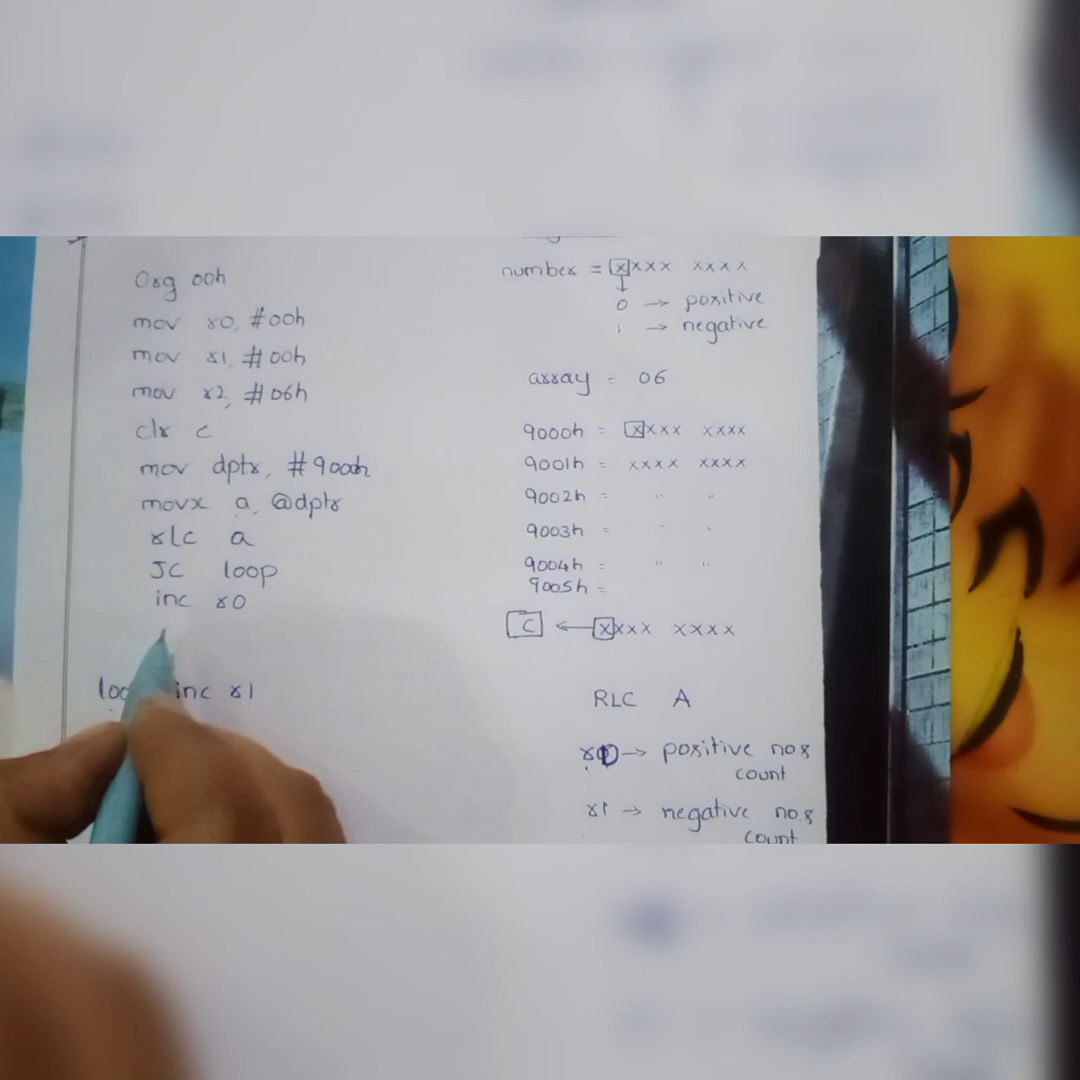 Org 00h
mov r0, #00h
mov r1, #00h
mov r2, #06h
clr c
mov dptr, #9000h
movx a, @dptr
rlc a
JC loop
inc r0
inc r1
number = xxxx xxxx
0 → positive
1 → negative
array = 06
9000h = xxxx xxxx
9001h = xxxx xxxx
9002h = " "
9003h = " "
9004h = " "
9005h =
C ← xxxx xxxx
RLC A
r0 → positive nos
count
r1 → negative no.s
count